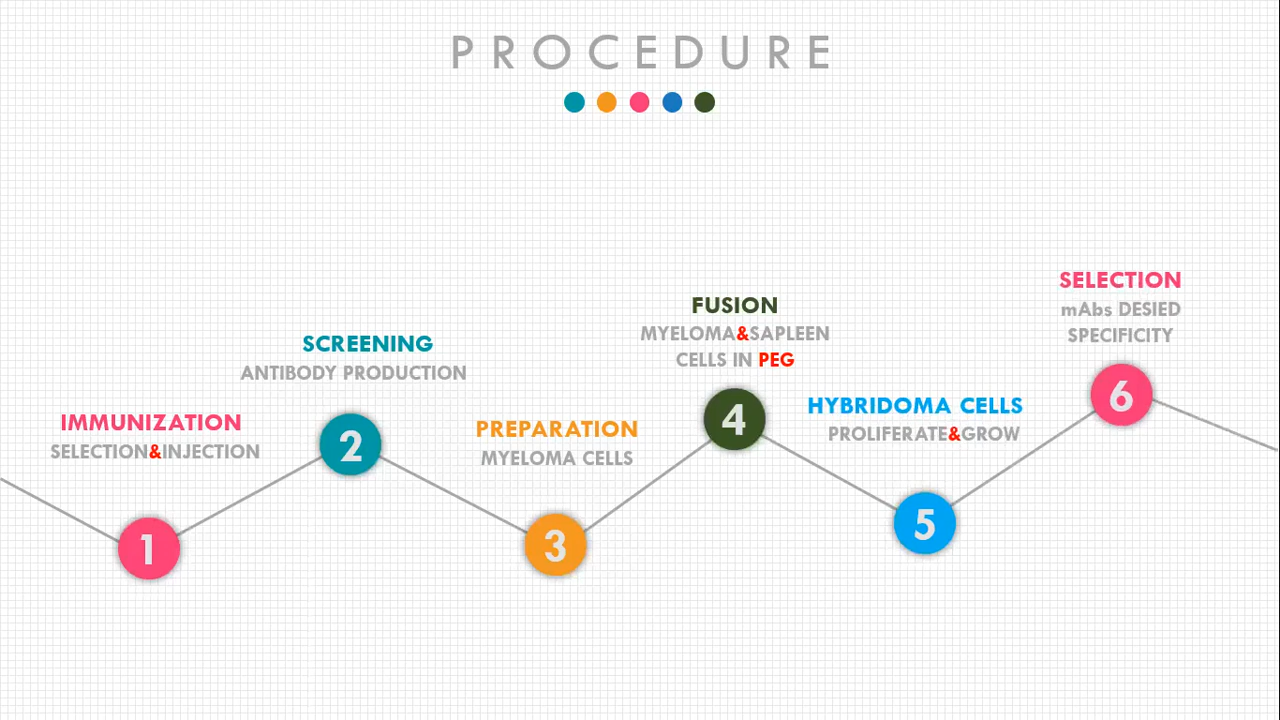 PROCEDURE
IMMUNIZATION
SELECTION&INJECTION
1
SCREENING
ANTIBODY PRODUCTION
2
PREPARATION
MYELOMA CELLS
3
FUSION
MYELOMA&SAPLEEN
CELLS IN PEG
4
HYBRIDOMA CELLS
PROLIFERATE&GROW
5
SELECTION
mAbs DESIED
SPECIFICITY
6